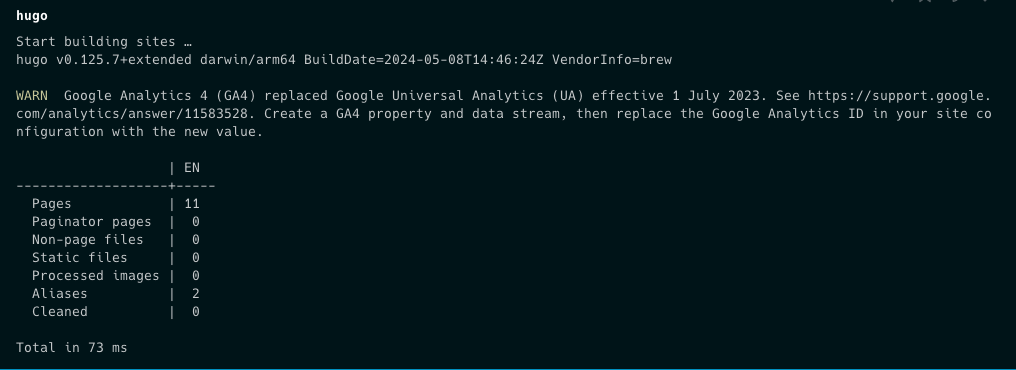 hugo
Start building sites …
hugo v0.125.7+extended darwin/arm64 BuildDate=2024-05-08T14:46:24Z VendorInfo=brew
WARN  Google Analytics 4 (GA4) replaced Google Universal Analytics (UA) effective 1 July 2023. See https://support.google.
com/analytics/answer/11583528. Create a GA4 property and data stream, then replace the Google Analytics ID in your site co
nfiguration with the new value.
                   | EN
-------------------+-----
  Pages            | 11
  Paginator pages  |  0
  Non-page files   |  0
  Static files     |  0
  Processed images |  0
  Aliases          |  2
  Cleaned          |  0
Total in 73 ms